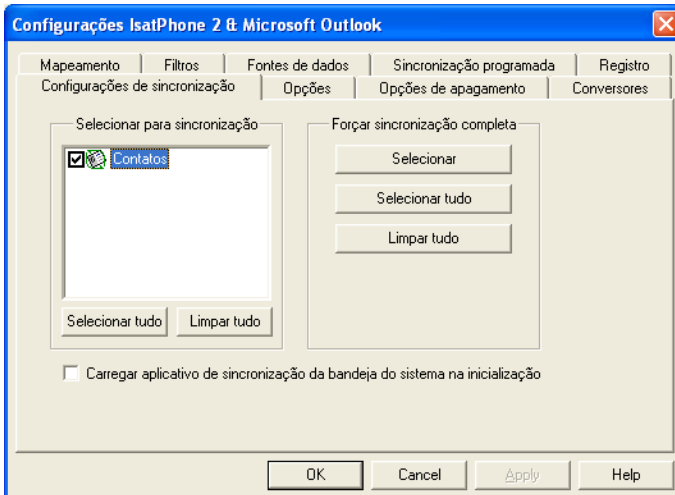 Configurações IsatPhone 2 & Microsoft Outlook
Mapeamento Filtros Fontes de dados Sincronização programada Registro
Configurações de sincronização Opções Opções de apagamento Conversores
Selecionar para sincronização
Contatos
Selecionar tudo Limpar tudo
Forçar sincronização completa
Selecionar
Selecionar tudo
Limpar tudo
Carregar aplicativo de sincronização da bandeja do sistema na inicialização
OK Cancel Apply Help